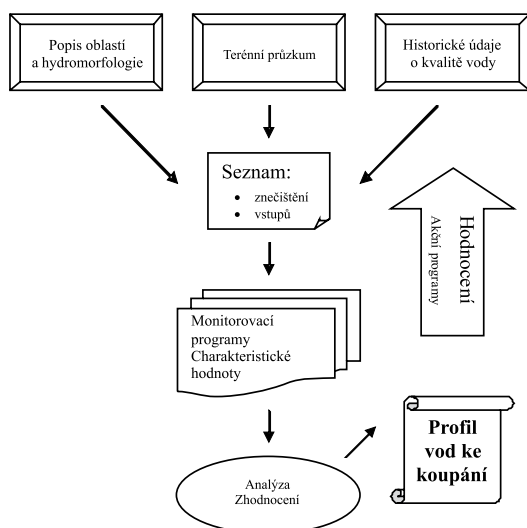 Popis oblastí
a hydromorfologie
Terénní průzkum
Historické údaje
o kvalitě vody
Seznam:
• znečištění
• vstupů
Hodnocení
Akční programy
Monitorovací
programy
Charakteristické
hodnoty
Profil
vod ke
koupání
Analýza
Zhodnocení